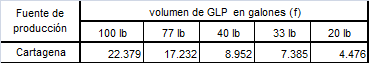 Fuente de producción volumen de GLP en galones (f)
100 lb 77 lb 40 lb 33 lb 20 lb
Cartagena 22.379 17.232 8.952 7.385 4.476